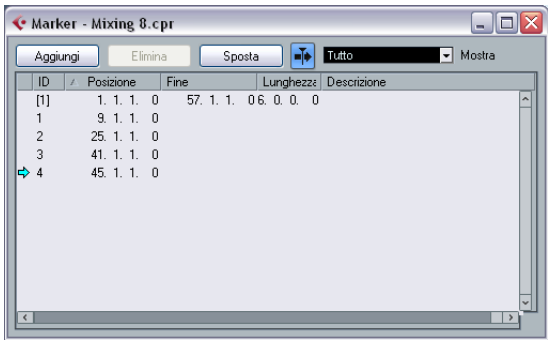 Marker - Mixing 8.cpr
Aggiungi Elimina Sposta Tutto Mostra
ID Posizione Fine Lunghezza Descrizione
[1] 1. 1. 1. 0 57. 1. 1. 0 6. 0. 0. 0
1 9. 1. 1. 0
2 25. 1. 1. 0
3 41. 1. 1. 0
4 45. 1. 1. 0